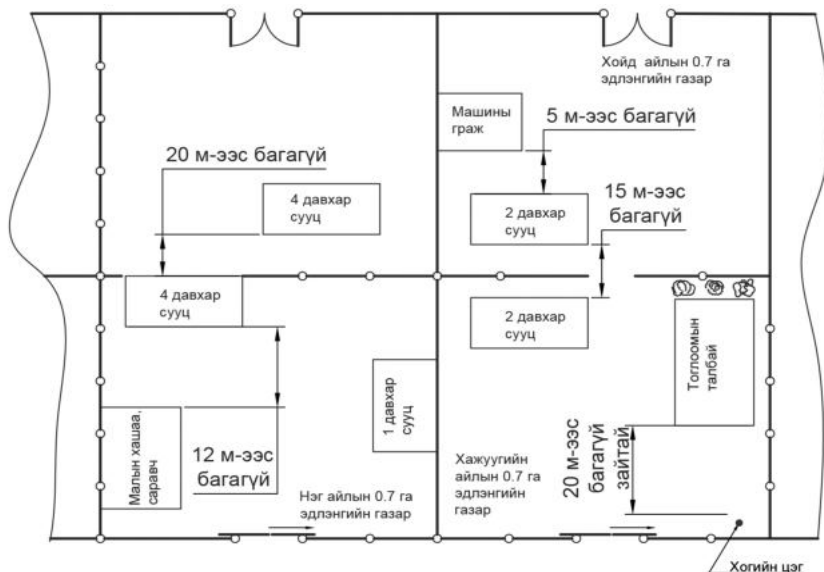 Хойд айлын 0.7 га
эдлэнгийн газар
Машины
граж
5 м-ээс багагүй
20 м-ээс багагүй
4 давхар
сууц
2 давхар
сууц
15 м-ээс
багагүй
4 давхар
сууц
2 давхар
сууц
Тоглоомын
талбай
1 давхар
сууц
Малын хашаа,
саравч
12 м-ээс
багагүй
Хажуугийн
айлын 0.7 га
эдлэнгийн
газар
20 м-ээс
багагүй
зайтай
Нэг айлын 0.7 га
эдлэнгийн газар
Хогийн цэг